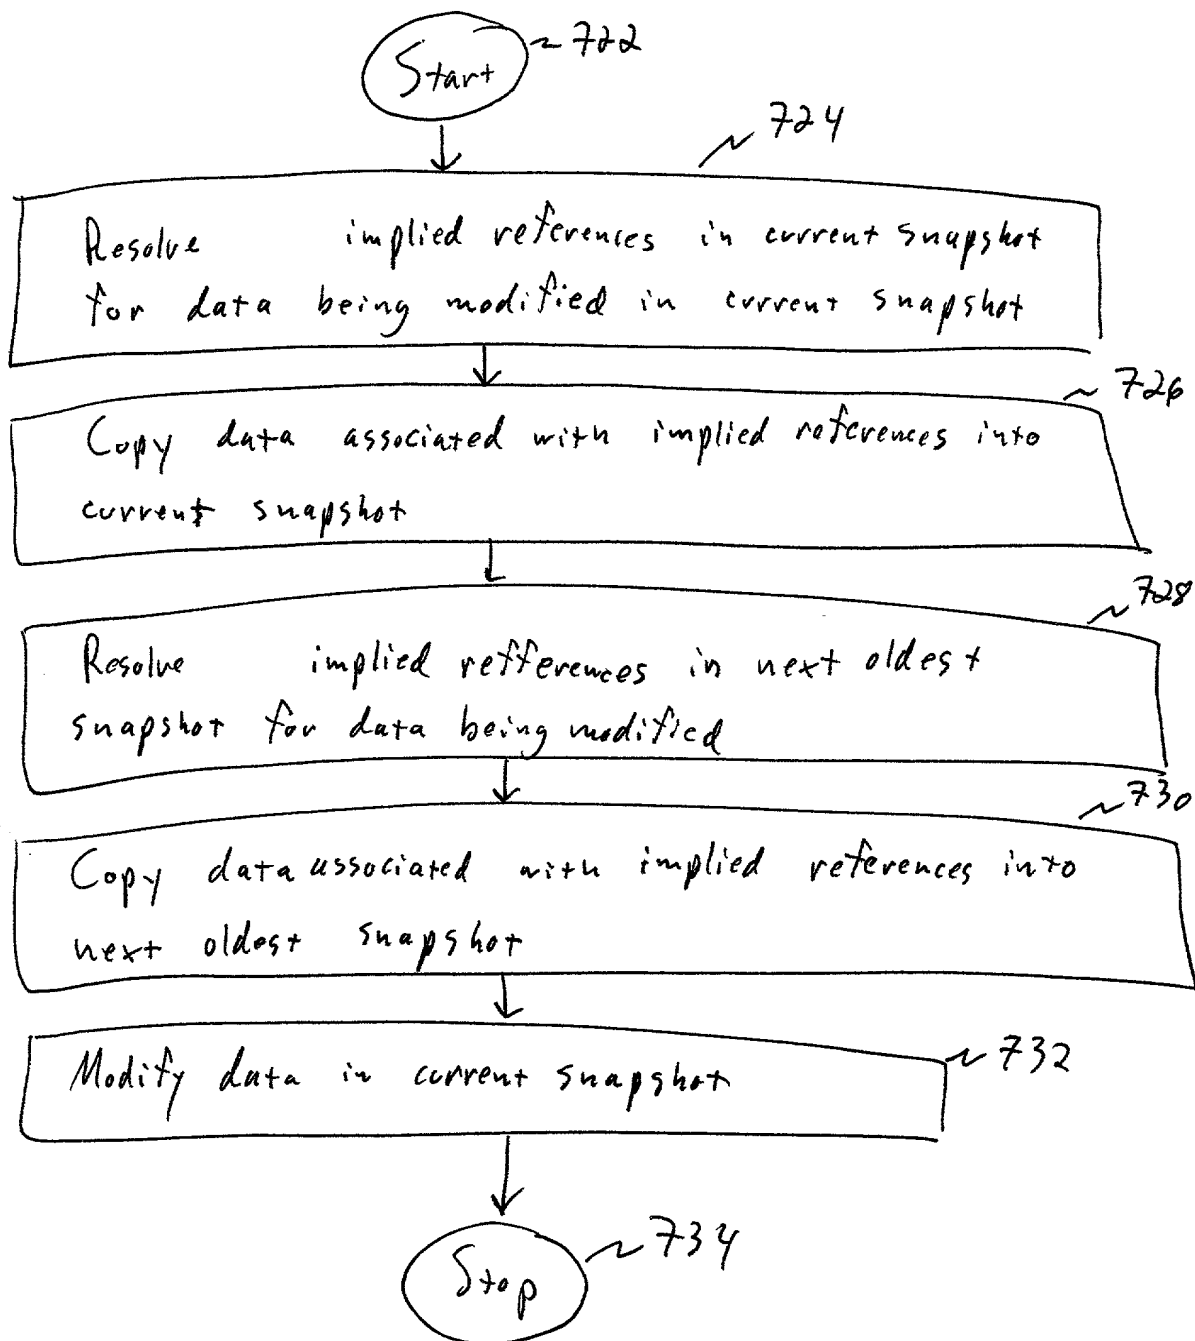 Start
722
724
Resolve implied references in current snapshot
for data being modified in current snapshot
726
Copy data associated with implied references into
current snapshot
728
Resolve implied refferences in next oldest
snapshot for data being modified
730
Copy data associated with implied references into
next oldest snapshot
732
Modify data in current snapshot
734
Stop